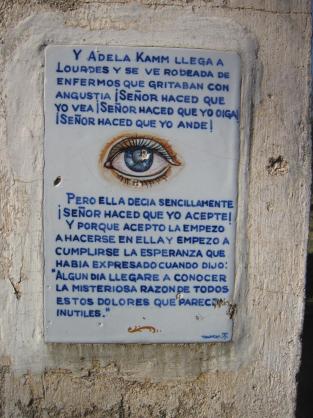 Y ADELA KAMM LLEGA A
LOURDES Y SE VE RODEADA DE
ENFERMOS QUE GRITABAN CON
ANGUSTIA ¡SEÑOR HACED QUE
YO VEA! ¡SEÑOR HACED QUE YO OIGA!
¡SEÑOR HACED QUE YO ANDE!
PERO ELLA DECIA SENCILLAMENTE
¡SEÑOR HACED QUE YO ACEPTE!
Y PORQUE ACEPTO LA EMPEZO
A HACERSE EN ELLA Y EMPEZO A
CUMPLIRSE LA ESPERANZA QUE
HABIA EXPRESADO CUANDO DIJO:
"ALGUN DIA LLEGARE A CONOCER
LA MISTERIOSA RAZON DE TODOS
ESTOS DOLORES QUE PARECEN
INUTILES."